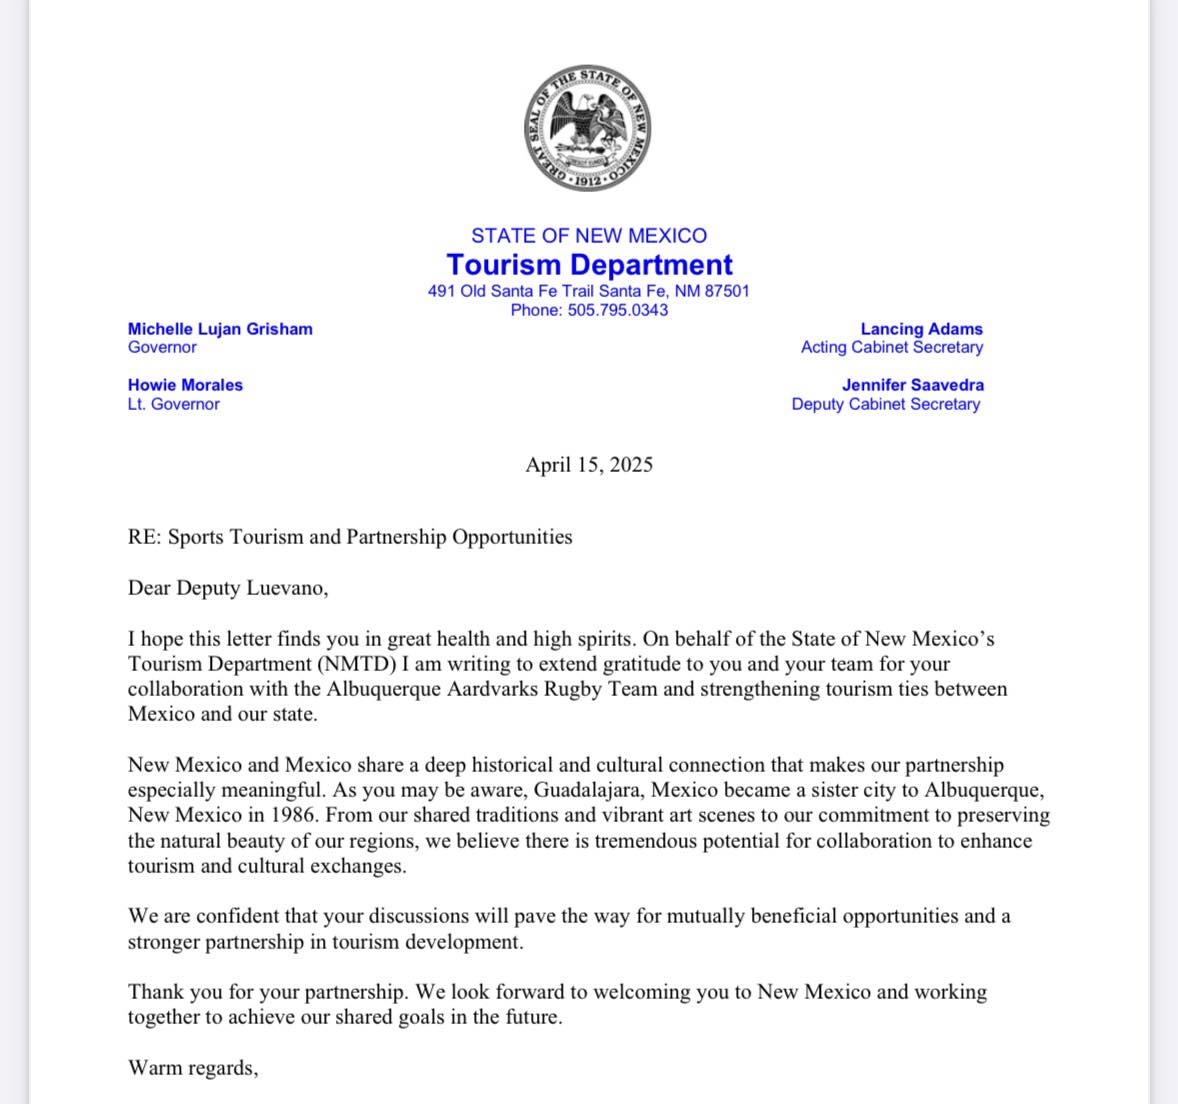 GREAT SEAL OF THE STATE OF NEW MEXICO
• 1912 •
STATE OF NEW MEXICO
Tourism Department
491 Old Santa Fe Trail Santa Fe, NM 87501
Phone: 505.795.0343
Michelle Lujan Grisham
Governor
Lancing Adams
Acting Cabinet Secretary
Howie Morales
Lt. Governor
Jennifer Saavedra
Deputy Cabinet Secretary
April 15, 2025
RE: Sports Tourism and Partnership Opportunities
Dear Deputy Luevano,
I hope this letter finds you in great health and high spirits. On behalf of the State of New Mexico’s
Tourism Department (NMTD) I am writing to extend gratitude to you and your team for your
collaboration with the Albuquerque Aardvarks Rugby Team and strengthening tourism ties between
Mexico and our state.
New Mexico and Mexico share a deep historical and cultural connection that makes our partnership
especially meaningful. As you may be aware, Guadalajara, Mexico became a sister city to Albuquerque,
New Mexico in 1986. From our shared traditions and vibrant art scenes to our commitment to preserving
the natural beauty of our regions, we believe there is tremendous potential for collaboration to enhance
tourism and cultural exchanges.
We are confident that your discussions will pave the way for mutually beneficial opportunities and a
stronger partnership in tourism development.
Thank you for your partnership. We look forward to welcoming you to New Mexico and working
together to achieve our shared goals in the future.
Warm regards,